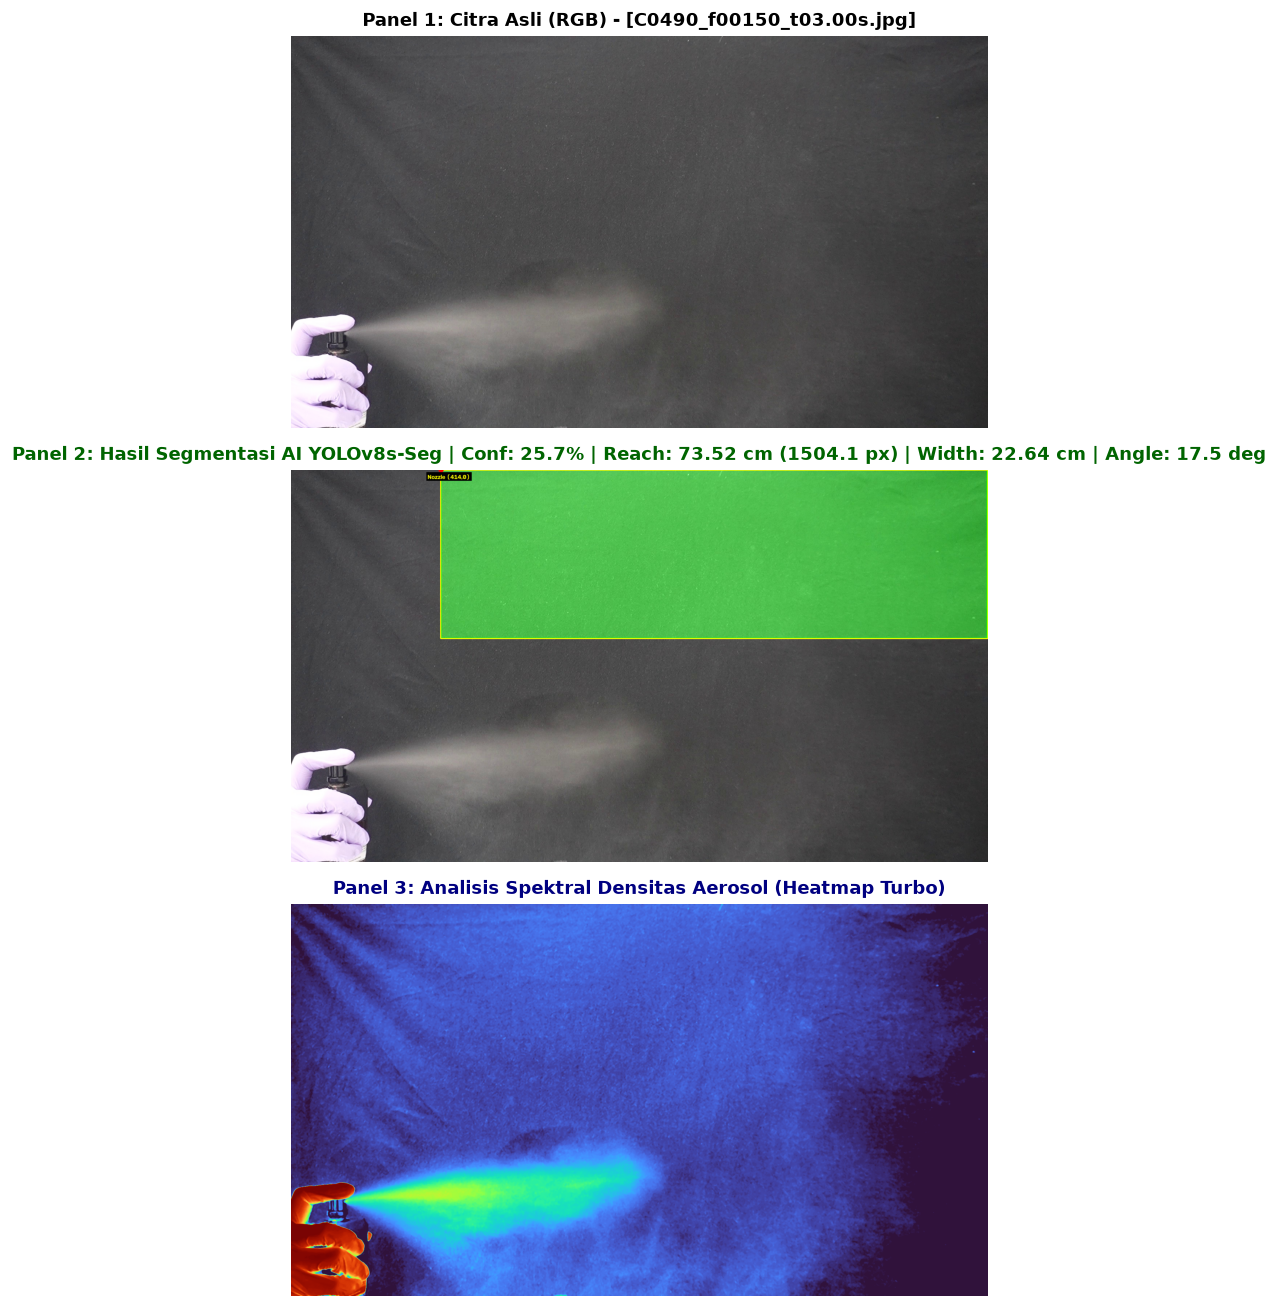 Panel 1: Citra Asli (RGB) - [C0490_f00150_t03.00s.jpg]
Panel 2: Hasil Segmentasi AI YOLOv8s-Seg | Conf: 25.7% | Reach: 73.52 cm (1504.1 px) | Width: 22.64 cm | Angle: 17.5 deg
Nozzle (414,0)
Panel 3: Analisis Spektral Densitas Aerosol (Heatmap Turbo)